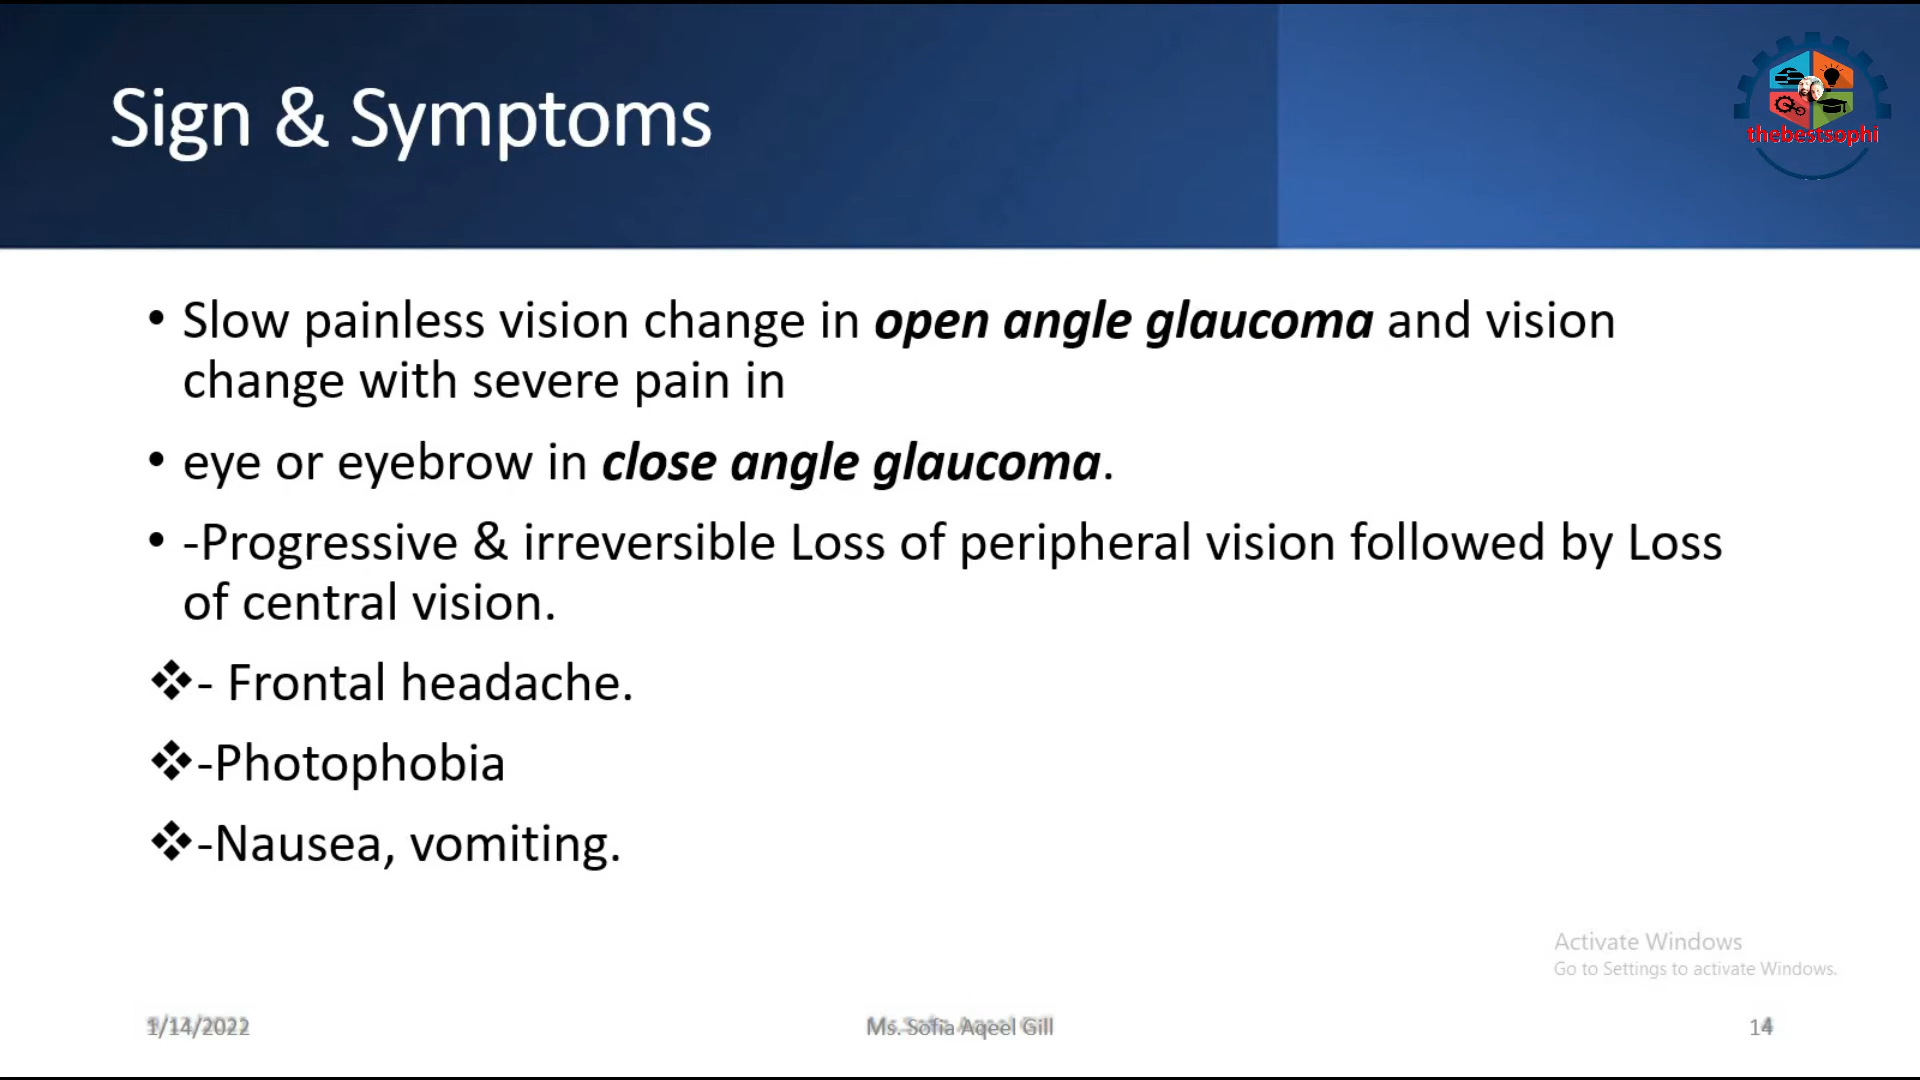 Sign & Symptoms
thebestsophi
• Slow painless vision change in open angle glaucoma and vision
change with severe pain in
• eye or eyebrow in close angle glaucoma.
• -Progressive & irreversible Loss of peripheral vision followed by Loss
of central vision.
❖- Frontal headache.
❖-Photophobia
❖-Nausea, vomiting.
Activate Windows
Go to Settings to activate Windows.
1/14/2022
Ms. Sofia Aqeel Gill
14